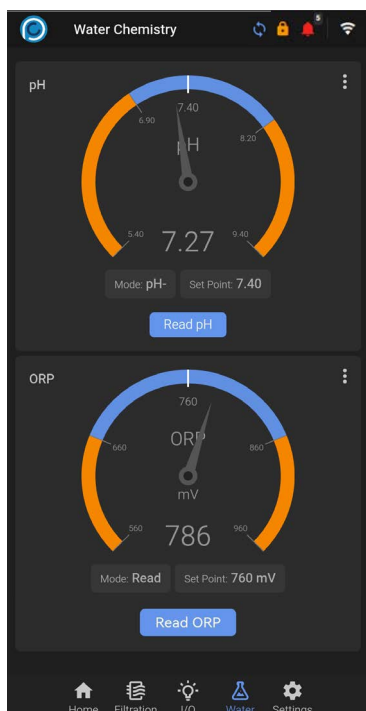 Water Chemistry
5
pH
7.40
6.90
8.20
pH
5.40
9.40
7.27
Mode: pH-
Set Point: 7.40
Read pH
ORP
760
660
860
ORP
mV
560
960
786
Mode: Read
Set Point: 760 mV
Read ORP
Home Filtration I/O Water Settings